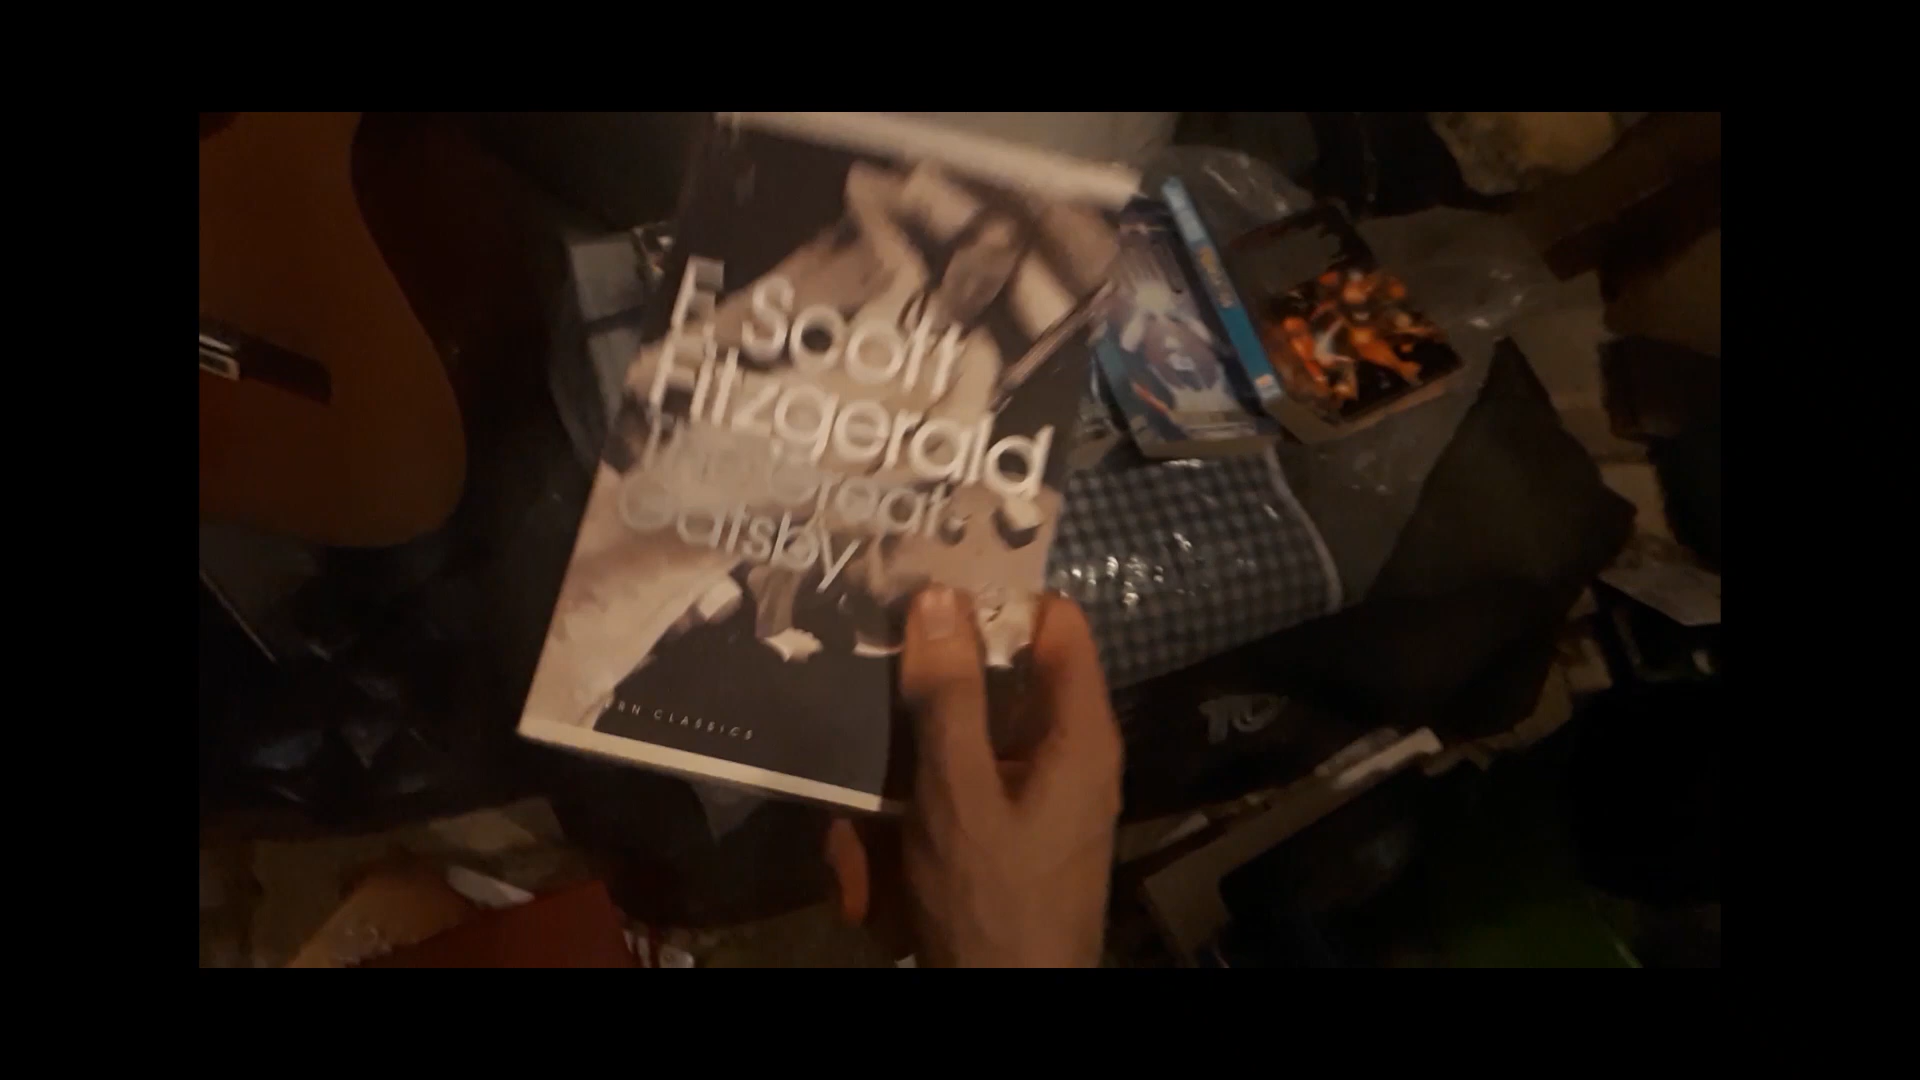 F. Scott
Fitzgerald
The Great
Gatsby
ERN CLASSICS